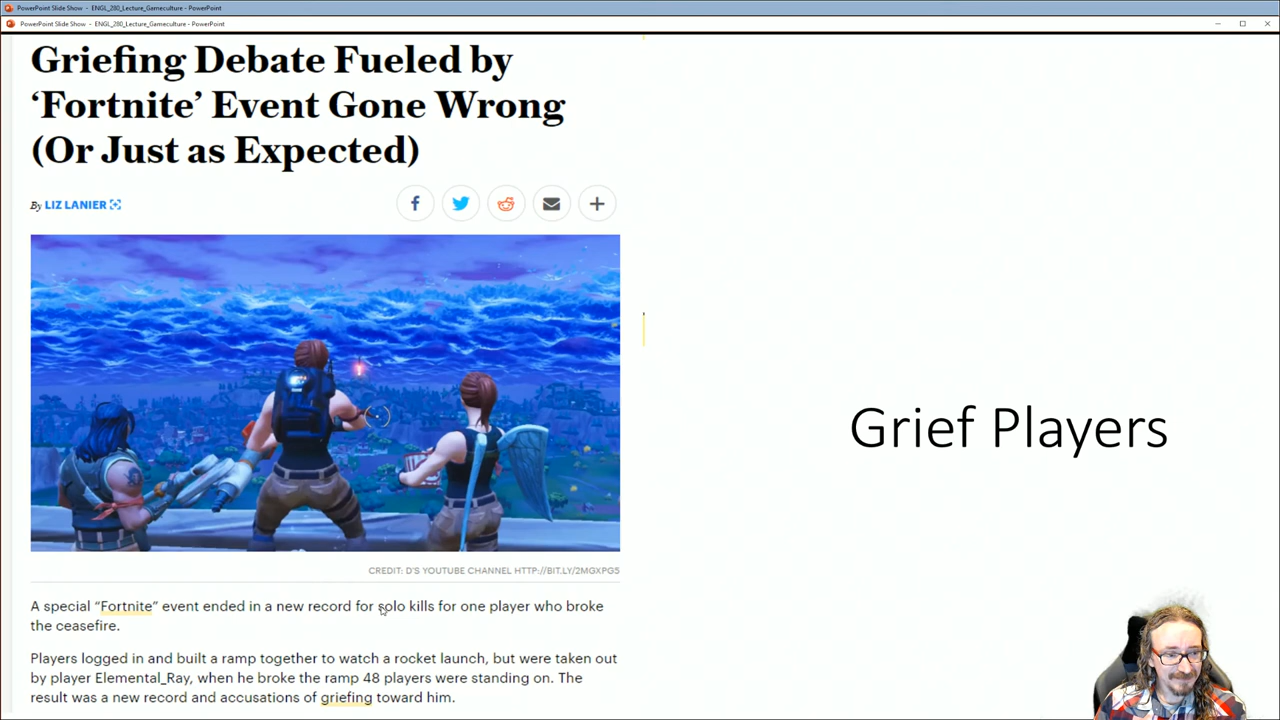 PowerPoint Slide Show - ENGL_280_Lecture_Gameculture - PowerPoint
PowerPoint Slide Show - ENGL_280_Lecture_Gameculture - PowerPoint
Griefing Debate Fueled by
‘Fortnite’ Event Gone Wrong
(Or Just as Expected)
By LIZ LANIER
CREDIT: D'S YOUTUBE CHANNEL HTTP://BIT.LY/2MGXPG5
A special “Fortnite” event ended in a new record for solo kills for one player who broke
the ceasefire.
Players logged in and built a ramp together to watch a rocket launch, but were taken out
by player Elemental_Ray, when he broke the ramp 48 players were standing on. The
result was a new record and accusations of griefing toward him.
Grief Players